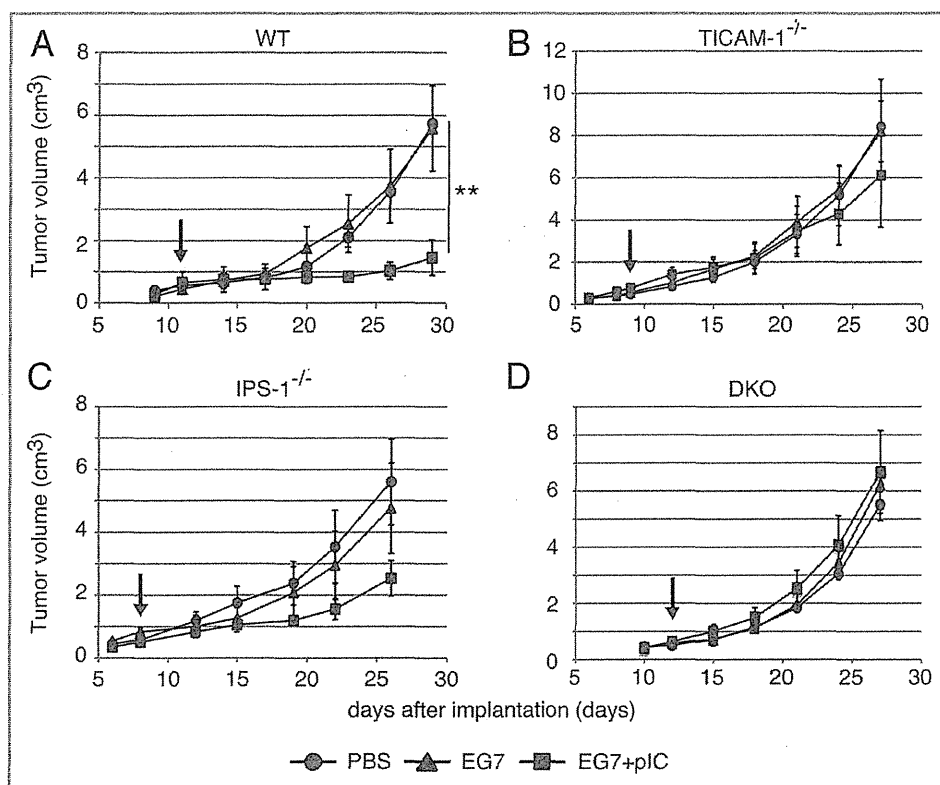 A
WT
Tumor volume (cm3)
8
6
4
2
0
**
5 10 15 20 25 30
B
TICAM-1-/-
12
10
8
6
4
2
0
5 10 15 20 25 30
C
IPS-1-/-
Tumor volume (cm3)
8
6
4
2
0
5 10 15 20 25 30
D
DKO
8
6
4
2
0
5 10 15 20 25 30
days after implantation (days)
PBS EG7 EG7+pIC